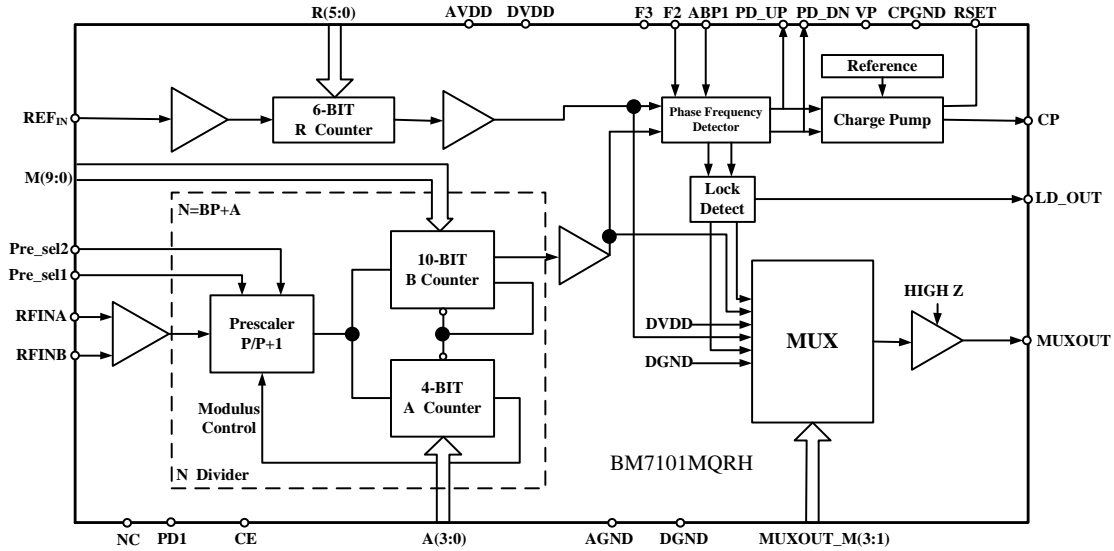 R(5:0)
AVDD
DVDD
F3
F2
ABP1
PD_UP
PD_DN
VP
CPGND
RSET
Reference
REFIN
6-BIT
R Counter
Phase Frequency
Detector
Charge Pump
CP
M(9:0)
Lock
Detect
LD_OUT
N=BP+A
Pre_sel2
Pre_sel1
10-BIT
B Counter
HIGH Z
RFINA
RFINB
Prescaler
P/P+1
DVDD
DGND
MUX
MUXOUT
4-BIT
A Counter
Modulus
Control
N Divider
BM7101MQRH
NC
PD1
CE
A(3:0)
AGND
DGND
MUXOUT_M(3:1)